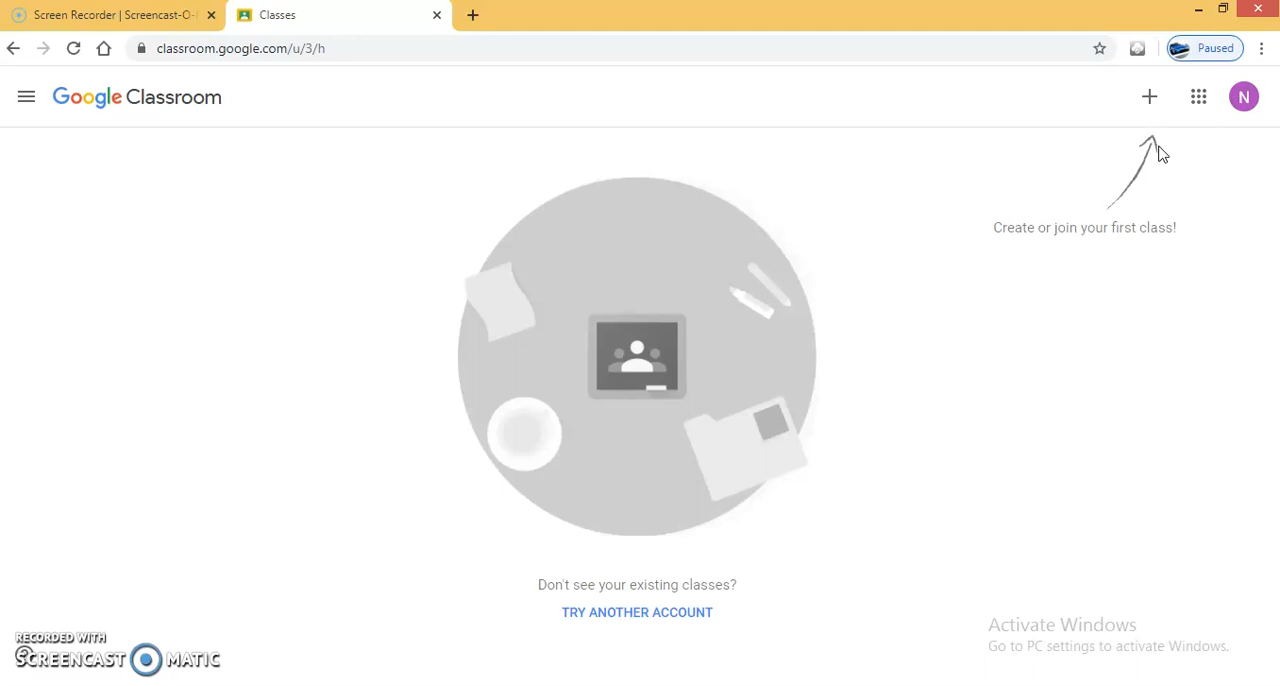 Screen Recorder | Screencast-O-
Classes
classroom.google.com/u/3/h
Paused
Google Classroom
N
Create or join your first class!
Don't see your existing classes?
TRY ANOTHER ACCOUNT
Activate Windows
Go to PC settings to activate Windows.
RECORDED WITH
SCREENCAST MATIC